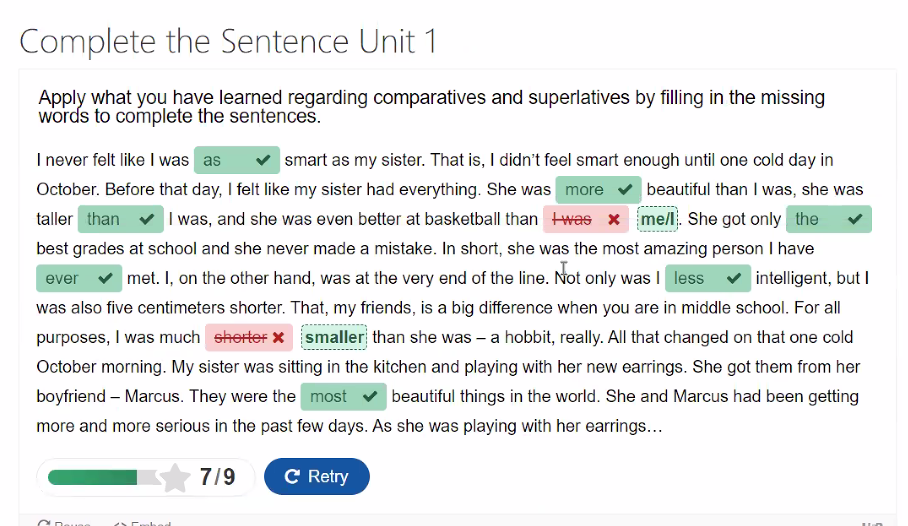 Complete the Sentence Unit 1
Apply what you have learned regarding comparatives and superlatives by filling in the missing
words to complete the sentences.
I never felt like I was as smart as my sister. That is, I didn’t feel smart enough until one cold day in
October. Before that day, I felt like my sister had everything. She was more beautiful than I was, she was
taller than I was, and she was even better at basketball than I was me/I. She got only the
best grades at school and she never made a mistake. In short, she was the most amazing person I have
ever met. I, on the other hand, was at the very end of the line. Not only was I less intelligent, but I
was also five centimeters shorter. That, my friends, is a big difference when you are in middle school. For all
purposes, I was much shorter smaller than she was – a hobbit, really. All that changed on that one cold
October morning. My sister was sitting in the kitchen and playing with her new earrings. She got them from her
boyfriend – Marcus. They were the most beautiful things in the world. She and Marcus had been getting
more and more serious in the past few days. As she was playing with her earrings…
7/9 Retry